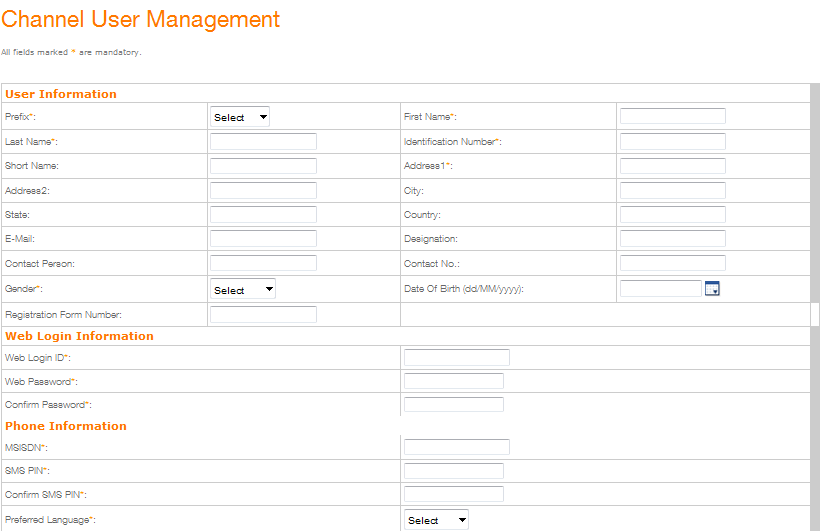 Channel User Management
All fields marked * are mandatory.
User Information
Prefix*: Select First Name*:
Last Name*: Identification Number*:
Short Name: Address1*:
Address2: City:
State: Country:
E-Mail: Designation:
Contact Person: Contact No.:
Gender*: Select Date Of Birth (dd/MM/yyyy):
Registration Form Number:
Web Login Information
Web Login ID*:
Web Password*:
Confirm Password*:
Phone Information
MSISDN*:
SMS PIN*:
Confirm SMS PIN*:
Preferred Language*: Select